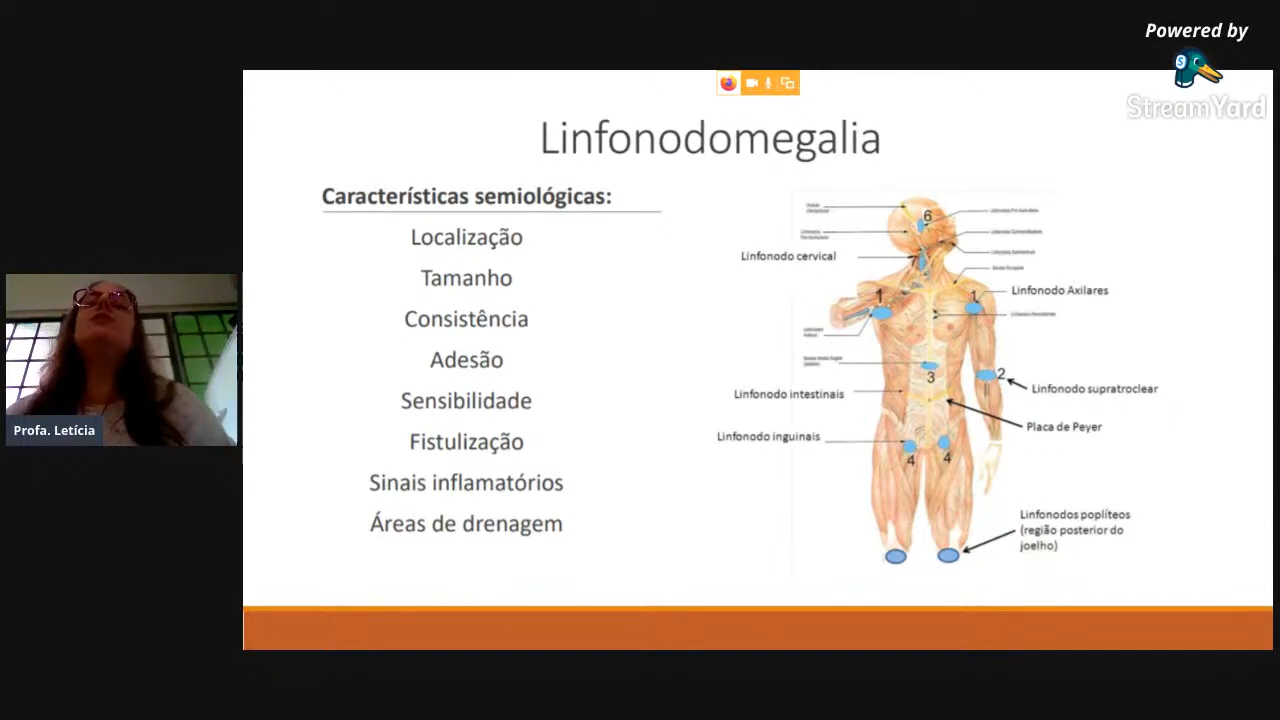 Powered by
StreamYard
Linfonodomegalia
Características semiológicas:
Localização
Tamanho
Consistência
Adesão
Sensibilidade
Fistulização
Sinais inflamatórios
Áreas de drenagem
6
Linfonodo cervical
1
1
Linfonodo Axilares
3
2
Linfonodo supratroclear
Linfonodo intestinais
Placa de Peyer
Linfonodo inguinais
4
4
Linfonodos poplíteos
(região posterior do
joelho)
Profa. Letícia